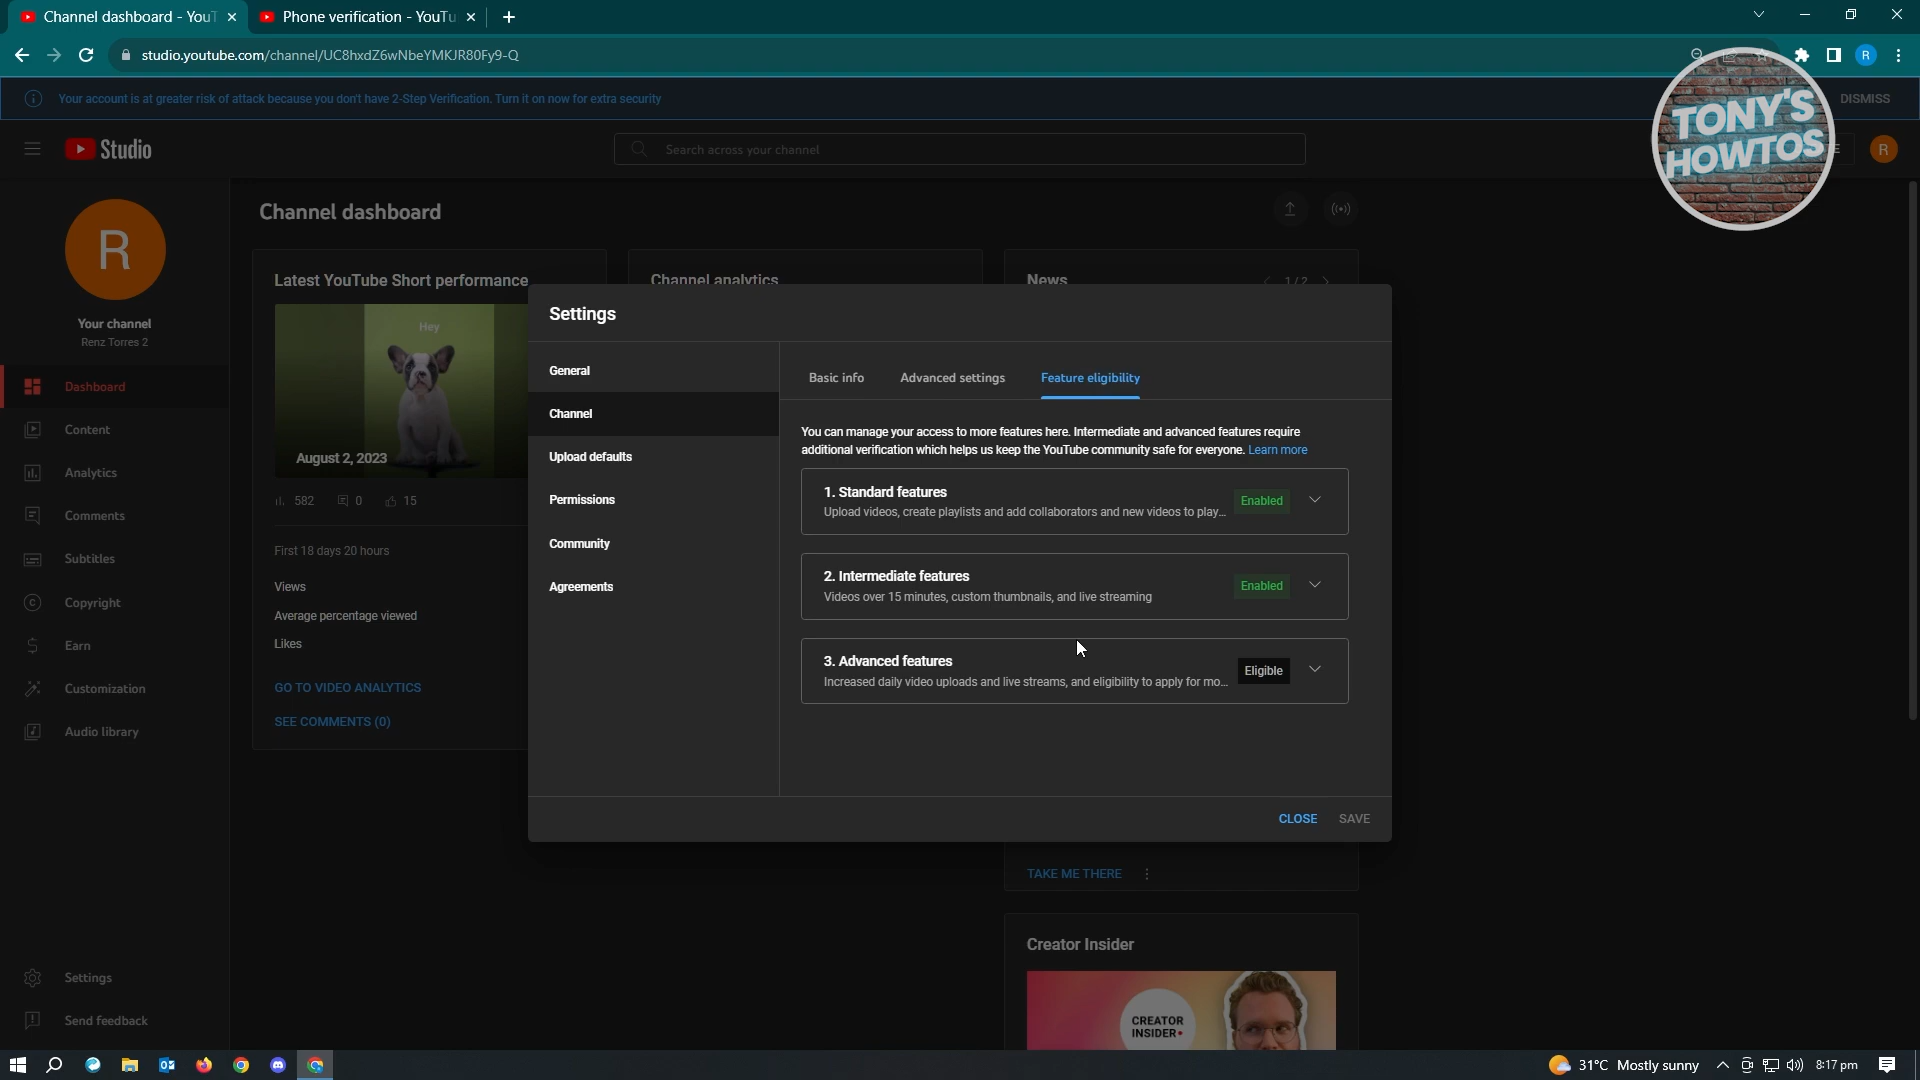 Channel dashboard - YouT
Phone verification - YouTu
studio.youtube.com/channel/UC8hxdZ6wNbeYMKJR80Fy9-Q
R
Your account is at greater risk of attack because you don't have 2-Step Verification. Turn it on now for extra security
DISMISS
TONY'S
HOWTOS
Studio
Search across your channel
E
R
R
Your channel
Renz Torres 2
Dashboard
Content
Analytics
Comments
Subtitles
Copyright
Earn
Customization
Audio library
Settings
Send feedback
Channel dashboard
Latest YouTube Short performance
Hey
August 2, 2023
582
0
15
First 18 days 20 hours
Views
Average percentage viewed
Likes
GO TO VIDEO ANALYTICS
SEE COMMENTS (0)
Channel analytics
News
1/2
Settings
General
Channel
Upload defaults
Permissions
Community
Agreements
Basic info
Advanced settings
Feature eligibility
You can manage your access to more features here. Intermediate and advanced features require
additional verification which helps us keep the YouTube community safe for everyone. Learn more
1. Standard features
Upload videos, create playlists and add collaborators and new videos to play...
Enabled
2. Intermediate features
Videos over 15 minutes, custom thumbnails, and live streaming
Enabled
3. Advanced features
Increased daily video uploads and live streams, and eligibility to apply for mo...
Eligible
CLOSE
SAVE
TAKE ME THERE
Creator Insider
CREATOR
INSIDER
31°C Mostly sunny
8:17 pm